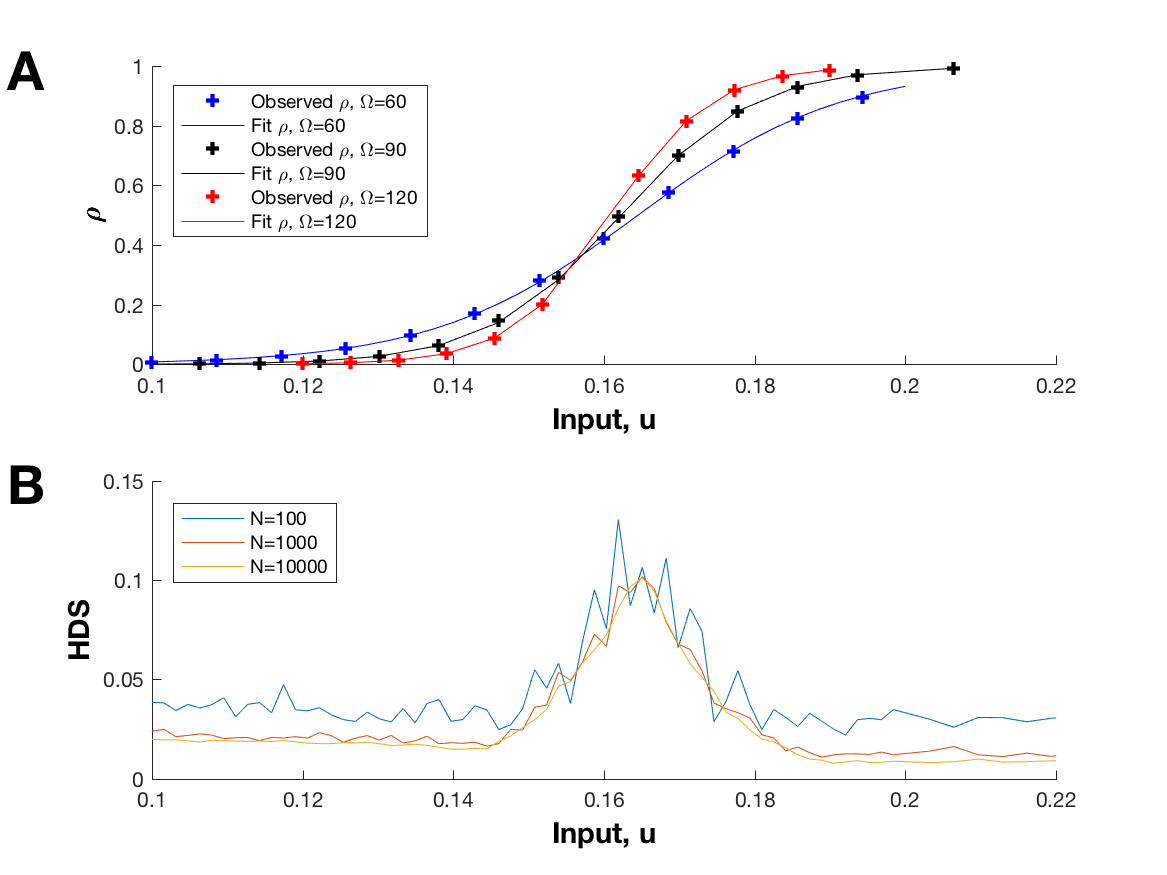 A
1
0.8
0.6
0.4
0.2
0
ρ
Observed ρ, Ω=60
Fit ρ, Ω=60
Observed ρ, Ω=90
Fit ρ, Ω=90
Observed ρ, Ω=120
Fit ρ, Ω=120
0.1 0.12 0.14 0.16 0.18 0.2 0.22
Input, u
B
0.15
0.1
0.05
0
HDS
N=100
N=1000
N=10000
0.1 0.12 0.14 0.16 0.18 0.2 0.22
Input, u